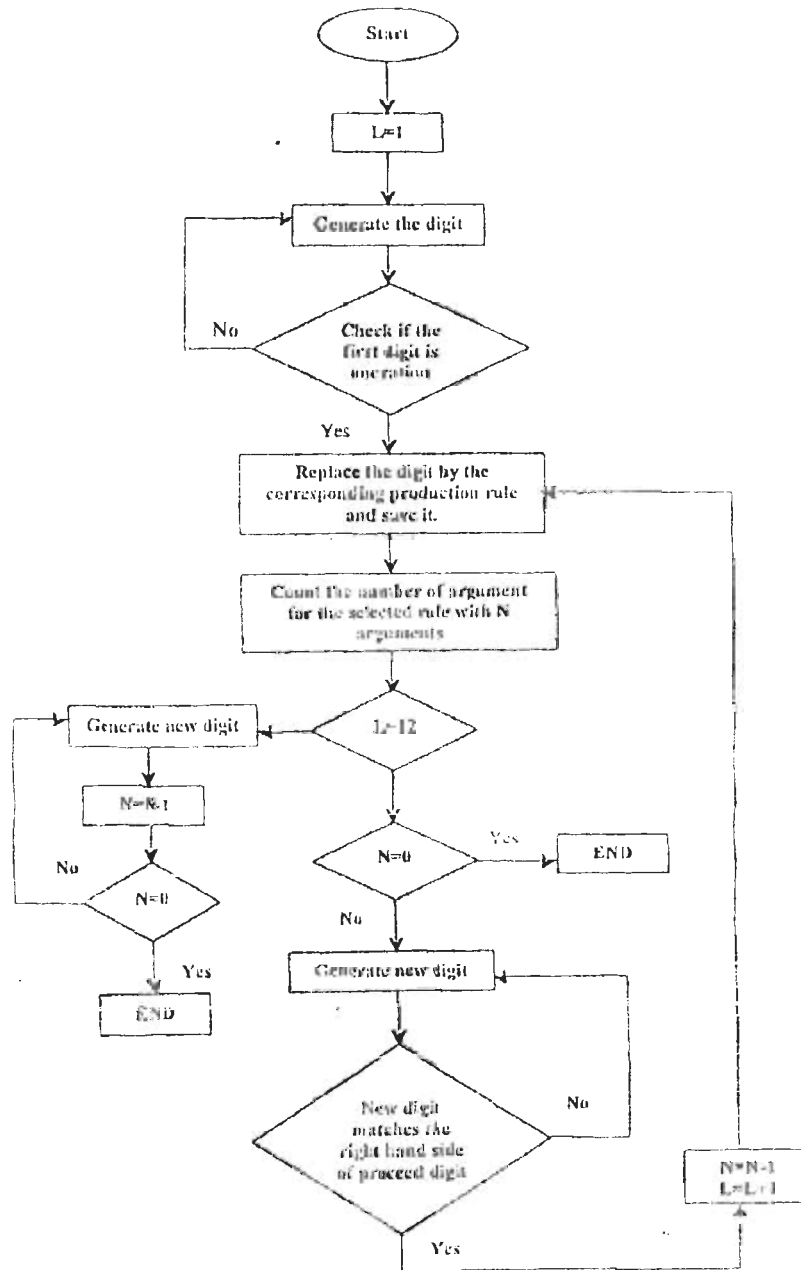 Start
L=1
Generate the digit
No
Check if the
first digit is
operation
Yes
Replace the digit by the
corresponding production rule
and save it.
Count the number of argument
for the selected rule with N
arguments
Generate new digit
L=12
N=N-1
No
N=0
Yes
END
N=0
Yes
END
No
Generate new digit
New digit
matches the
right hand side
of proceed digit
No
Yes
N=N-1
L=L+1